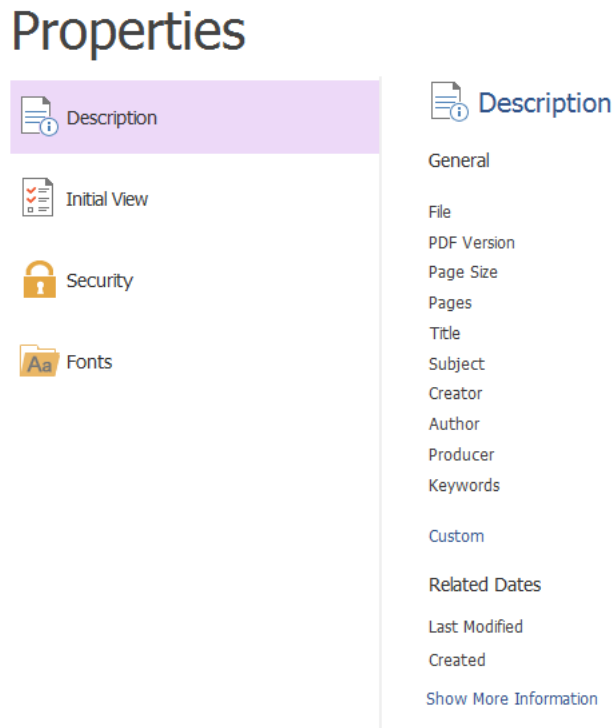 Properties
Description
Initial View
Security
Aa Fonts
Description
General
File
PDF Version
Page Size
Pages
Title
Subject
Creator
Author
Producer
Keywords
Custom
Related Dates
Last Modified
Created
Show More Information